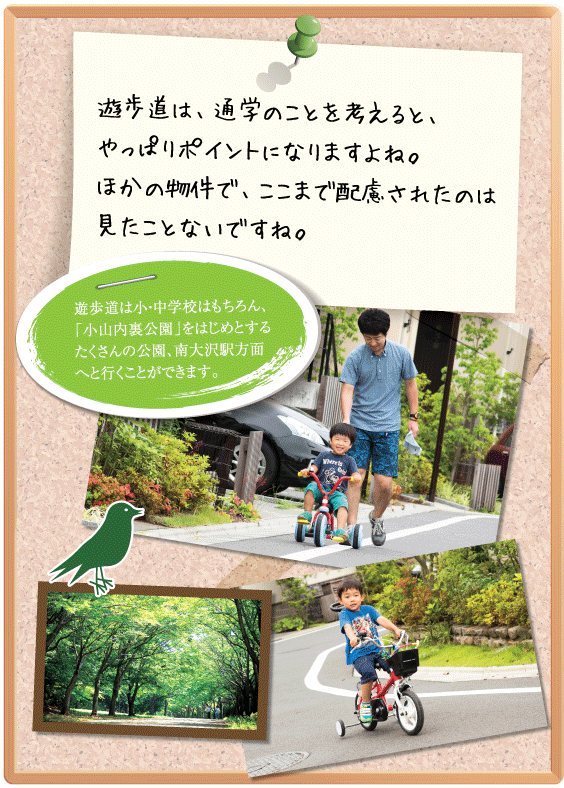 遊歩道は、通学のことを考えると、
やっぱりポイントになりますよね。
ほかの物件で、ここまで配慮されたのは
見たことないですね。
遊歩道は小・中学校はもちろん、
「小山内裏公園」をはじめとする
たくさんの公園、南大沢駅方面
へと行くことができます。